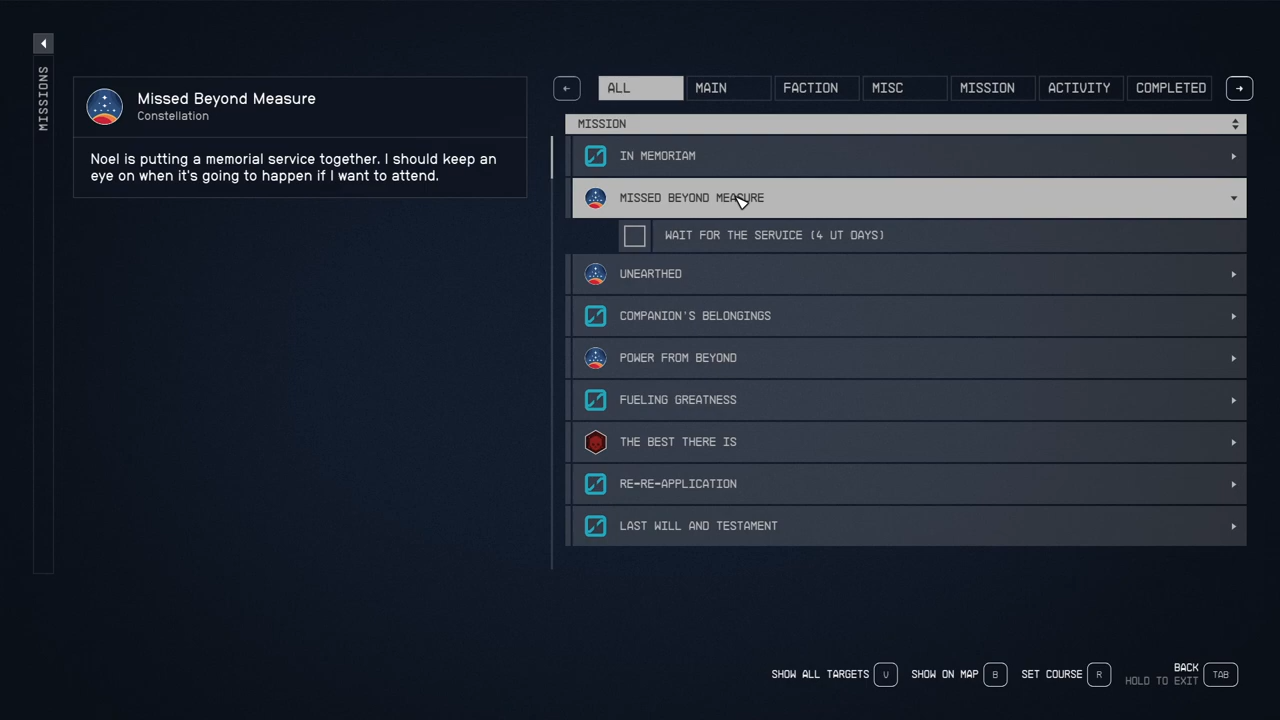 MISSIONS
Missed Beyond Measure
Constellation
Noel is putting a memorial service together. I should keep an
eye on when it's going to happen if I want to attend.
ALL MAIN FACTION MISC MISSION ACTIVITY COMPLETED
MISSION
IN MEMORIAM
MISSED BEYOND MEASURE
WAIT FOR THE SERVICE (4 UT DAYS)
UNEARTHED
COMPANION'S BELONGINGS
POWER FROM BEYOND
FUELING GREATNESS
THE BEST THERE IS
RE-RE-APPLICATION
LAST WILL AND TESTAMENT
SHOW ALL TARGETS V SHOW ON MAP B SET COURSE R BACK TAB
HOLD TO EXIT